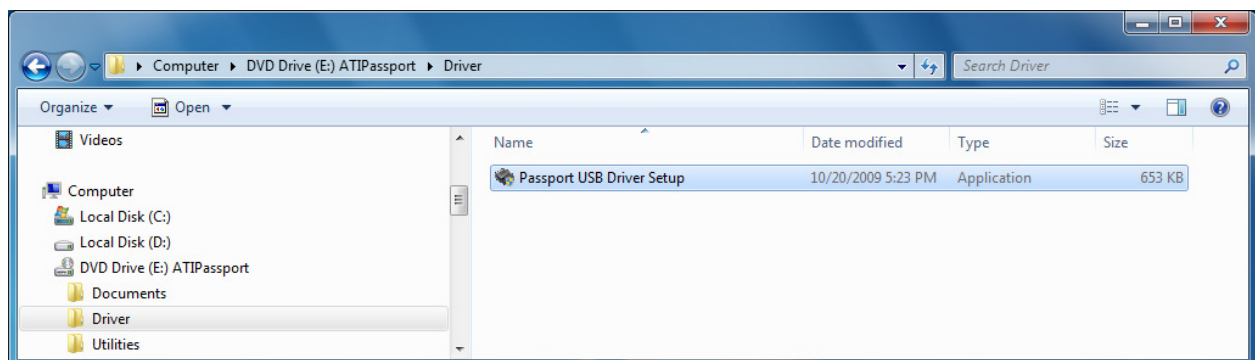 Computer ▸ DVD Drive (E:) ATIPassport ▸ Driver
Search Driver
Organize
Open
Videos
Computer
Local Disk (C:)
Local Disk (D:)
DVD Drive (E:) ATIPassport
Documents
Driver
Utilities
Name Date modified Type Size
Passport USB Driver Setup 10/20/2009 5:23 PM Application 653 KB